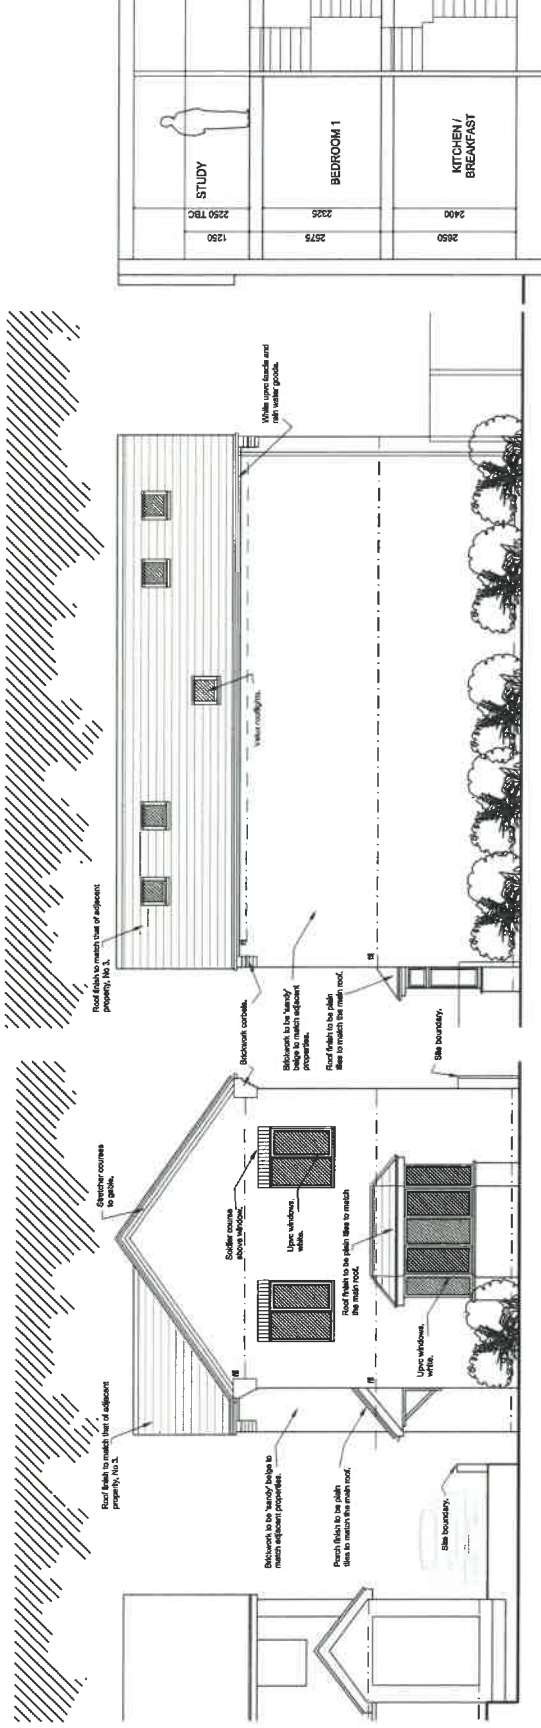 Roof finish to match that of adjacent
property, No 3.
Stretcher courses
to gable.
Soldier course
above window.
Upvc windows,
white.
Roof finish to be plain tiles to match
the main roof.
Upvc windows,
white.
Brickwork to be 'sandy' beige to
match adjacent properties.
Porch finish to be plain
tiles to match the main roof.
Site boundary.
ffl
ffl
Roof finish to match that of adjacent
property, No 3.
Brickwork corbels.
Brickwork to be 'sandy'
beige to match adjacent
properties.
Roof finish to be plain
tiles to match the main roof.
Site boundary.
Velux rooflights.
White upvc fascia and
rain water goods.
ffl
ffl
STUDY
2250 TBC
1250
BEDROOM 1
2325
2575
KITCHEN /
BREAKFAST
2400
2650